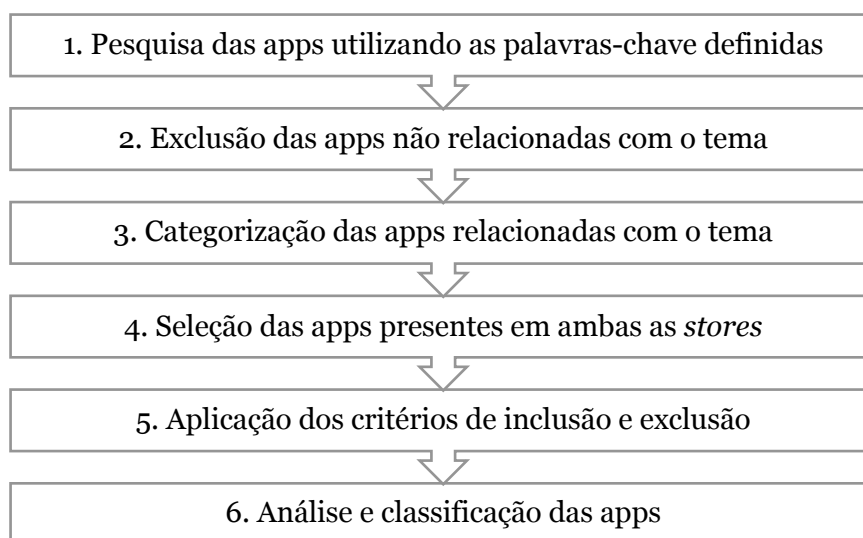 1. Pesquisa das apps utilizando as palavras-chave definidas
2. Exclusão das apps não relacionadas com o tema
3. Categorização das apps relacionadas com o tema
4. Seleção das apps presentes em ambas as stores
5. Aplicação dos critérios de inclusão e exclusão
6. Análise e classificação das apps